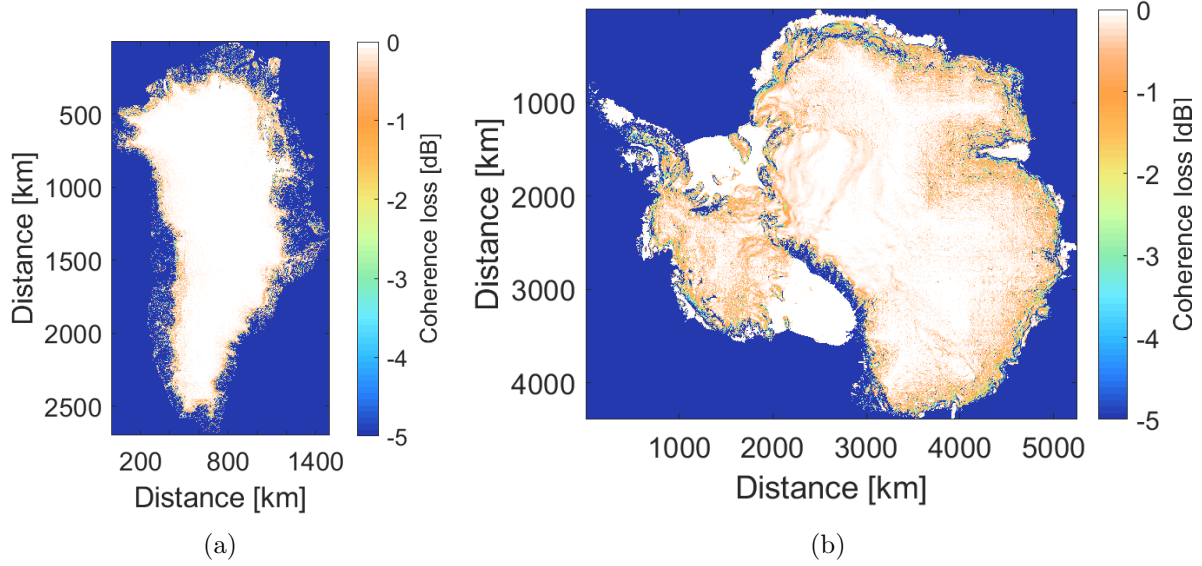 500
1000
1500
2000
2500
Distance [km]
200 800 1400
Distance [km]
0
-1
-2
-3
-4
-5
Coherence loss [dB]
(a)
1000
2000
3000
4000
Distance [km]
1000 2000 3000 4000 5000
Distance [km]
0
-1
-2
-3
-4
-5
Coherence loss [dB]
(b)